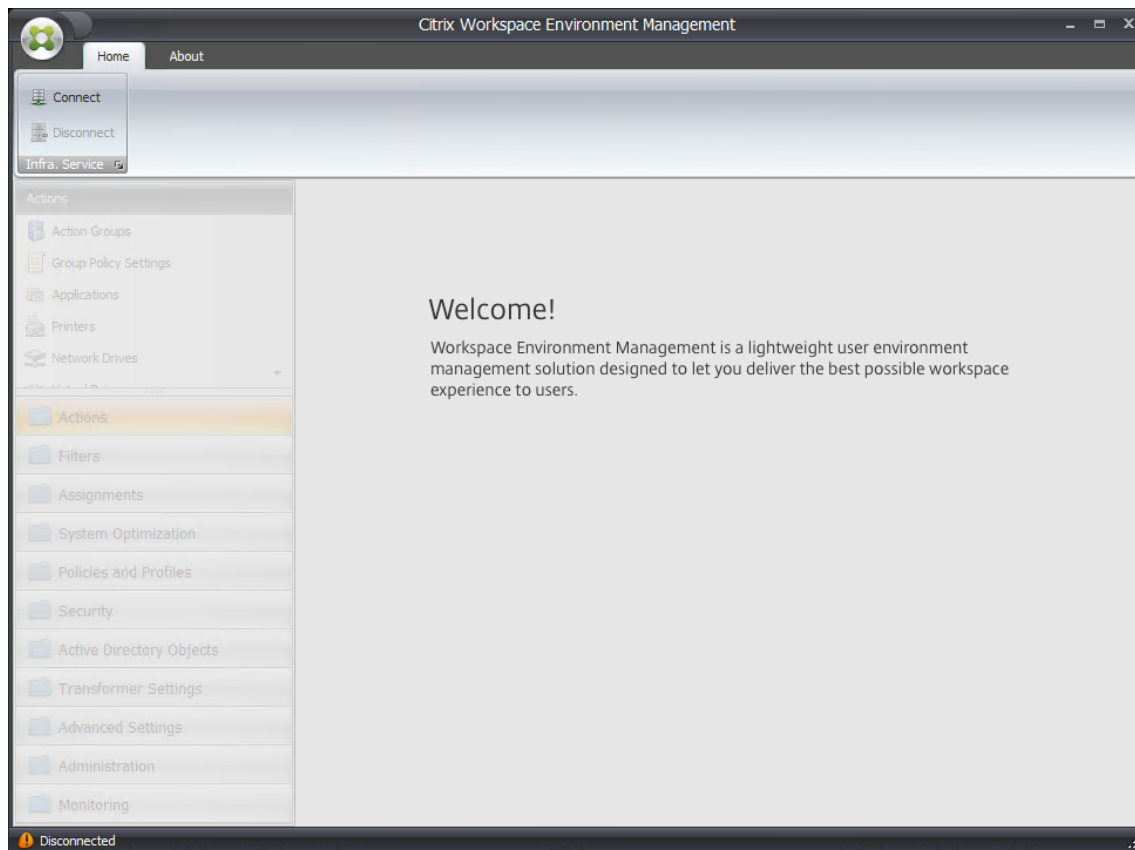 Citrix Workspace Environment Management
Home About
Connect
Disconnect
Infra. Service
Actions
Action Groups
Group Policy Settings
Applications
Printers
Network Drives
Actions
Filters
Assignments
System Optimization
Policies and Profiles
Security
Active Directory Objects
Transformer Settings
Advanced Settings
Administration
Monitoring
Welcome!
Workspace Environment Management is a lightweight user environment
management solution designed to let you deliver the best possible workspace
experience to users.
Disconnected